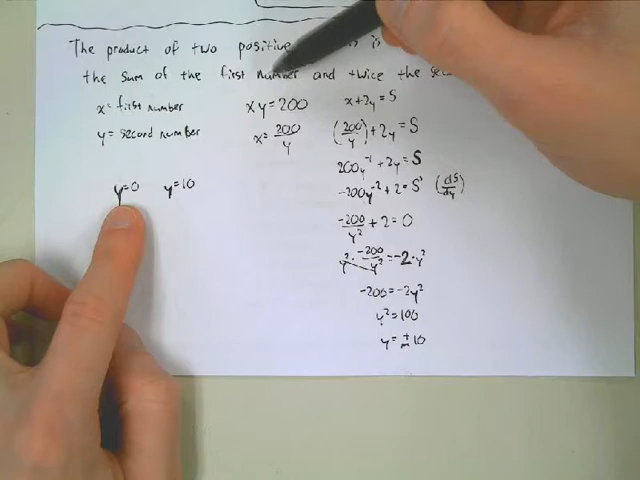 The product of two positive is
the sum of the first number and twice the
x = first number
y = second number
y=0 y=10
xy = 200
x = 200/y
x + 2y = S
(200/y) + 2y = S
200y⁻¹ + 2y = S
-200y⁻² + 2 = S' (dS/dy)
-200/y² + 2 = 0
y² · -200/y² = -2 · y²
-200 = -2y²
y² = 100
y = ± 10